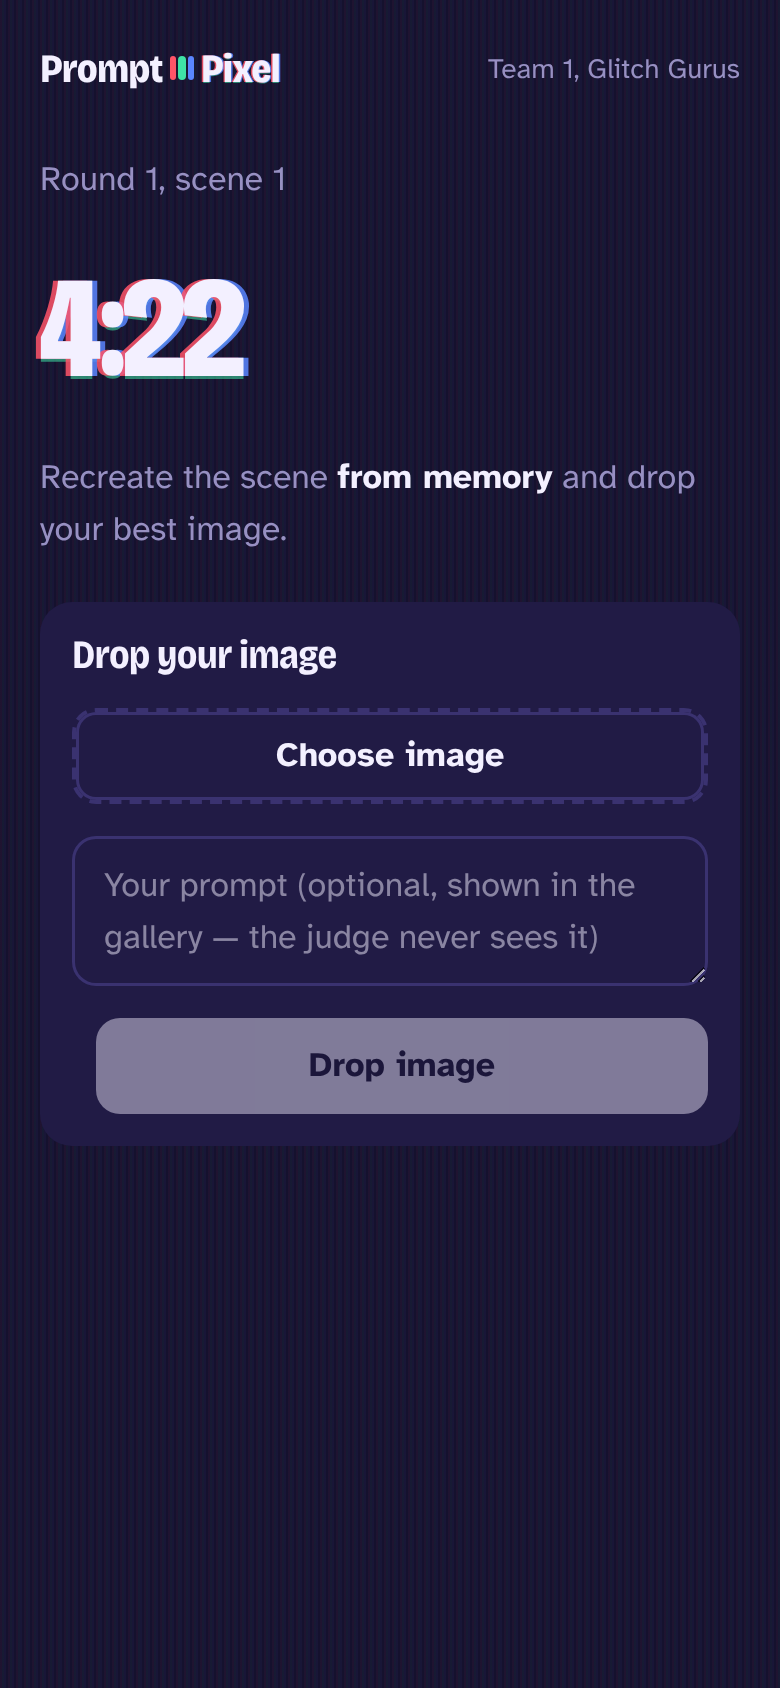 Prompt Pixel
Team 1, Glitch Gurus
Round 1, scene 1
4:22
Recreate the scene from memory and drop
your best image.
Drop your image
Choose image
Your prompt (optional, shown in the
gallery — the judge never sees it)
Drop image